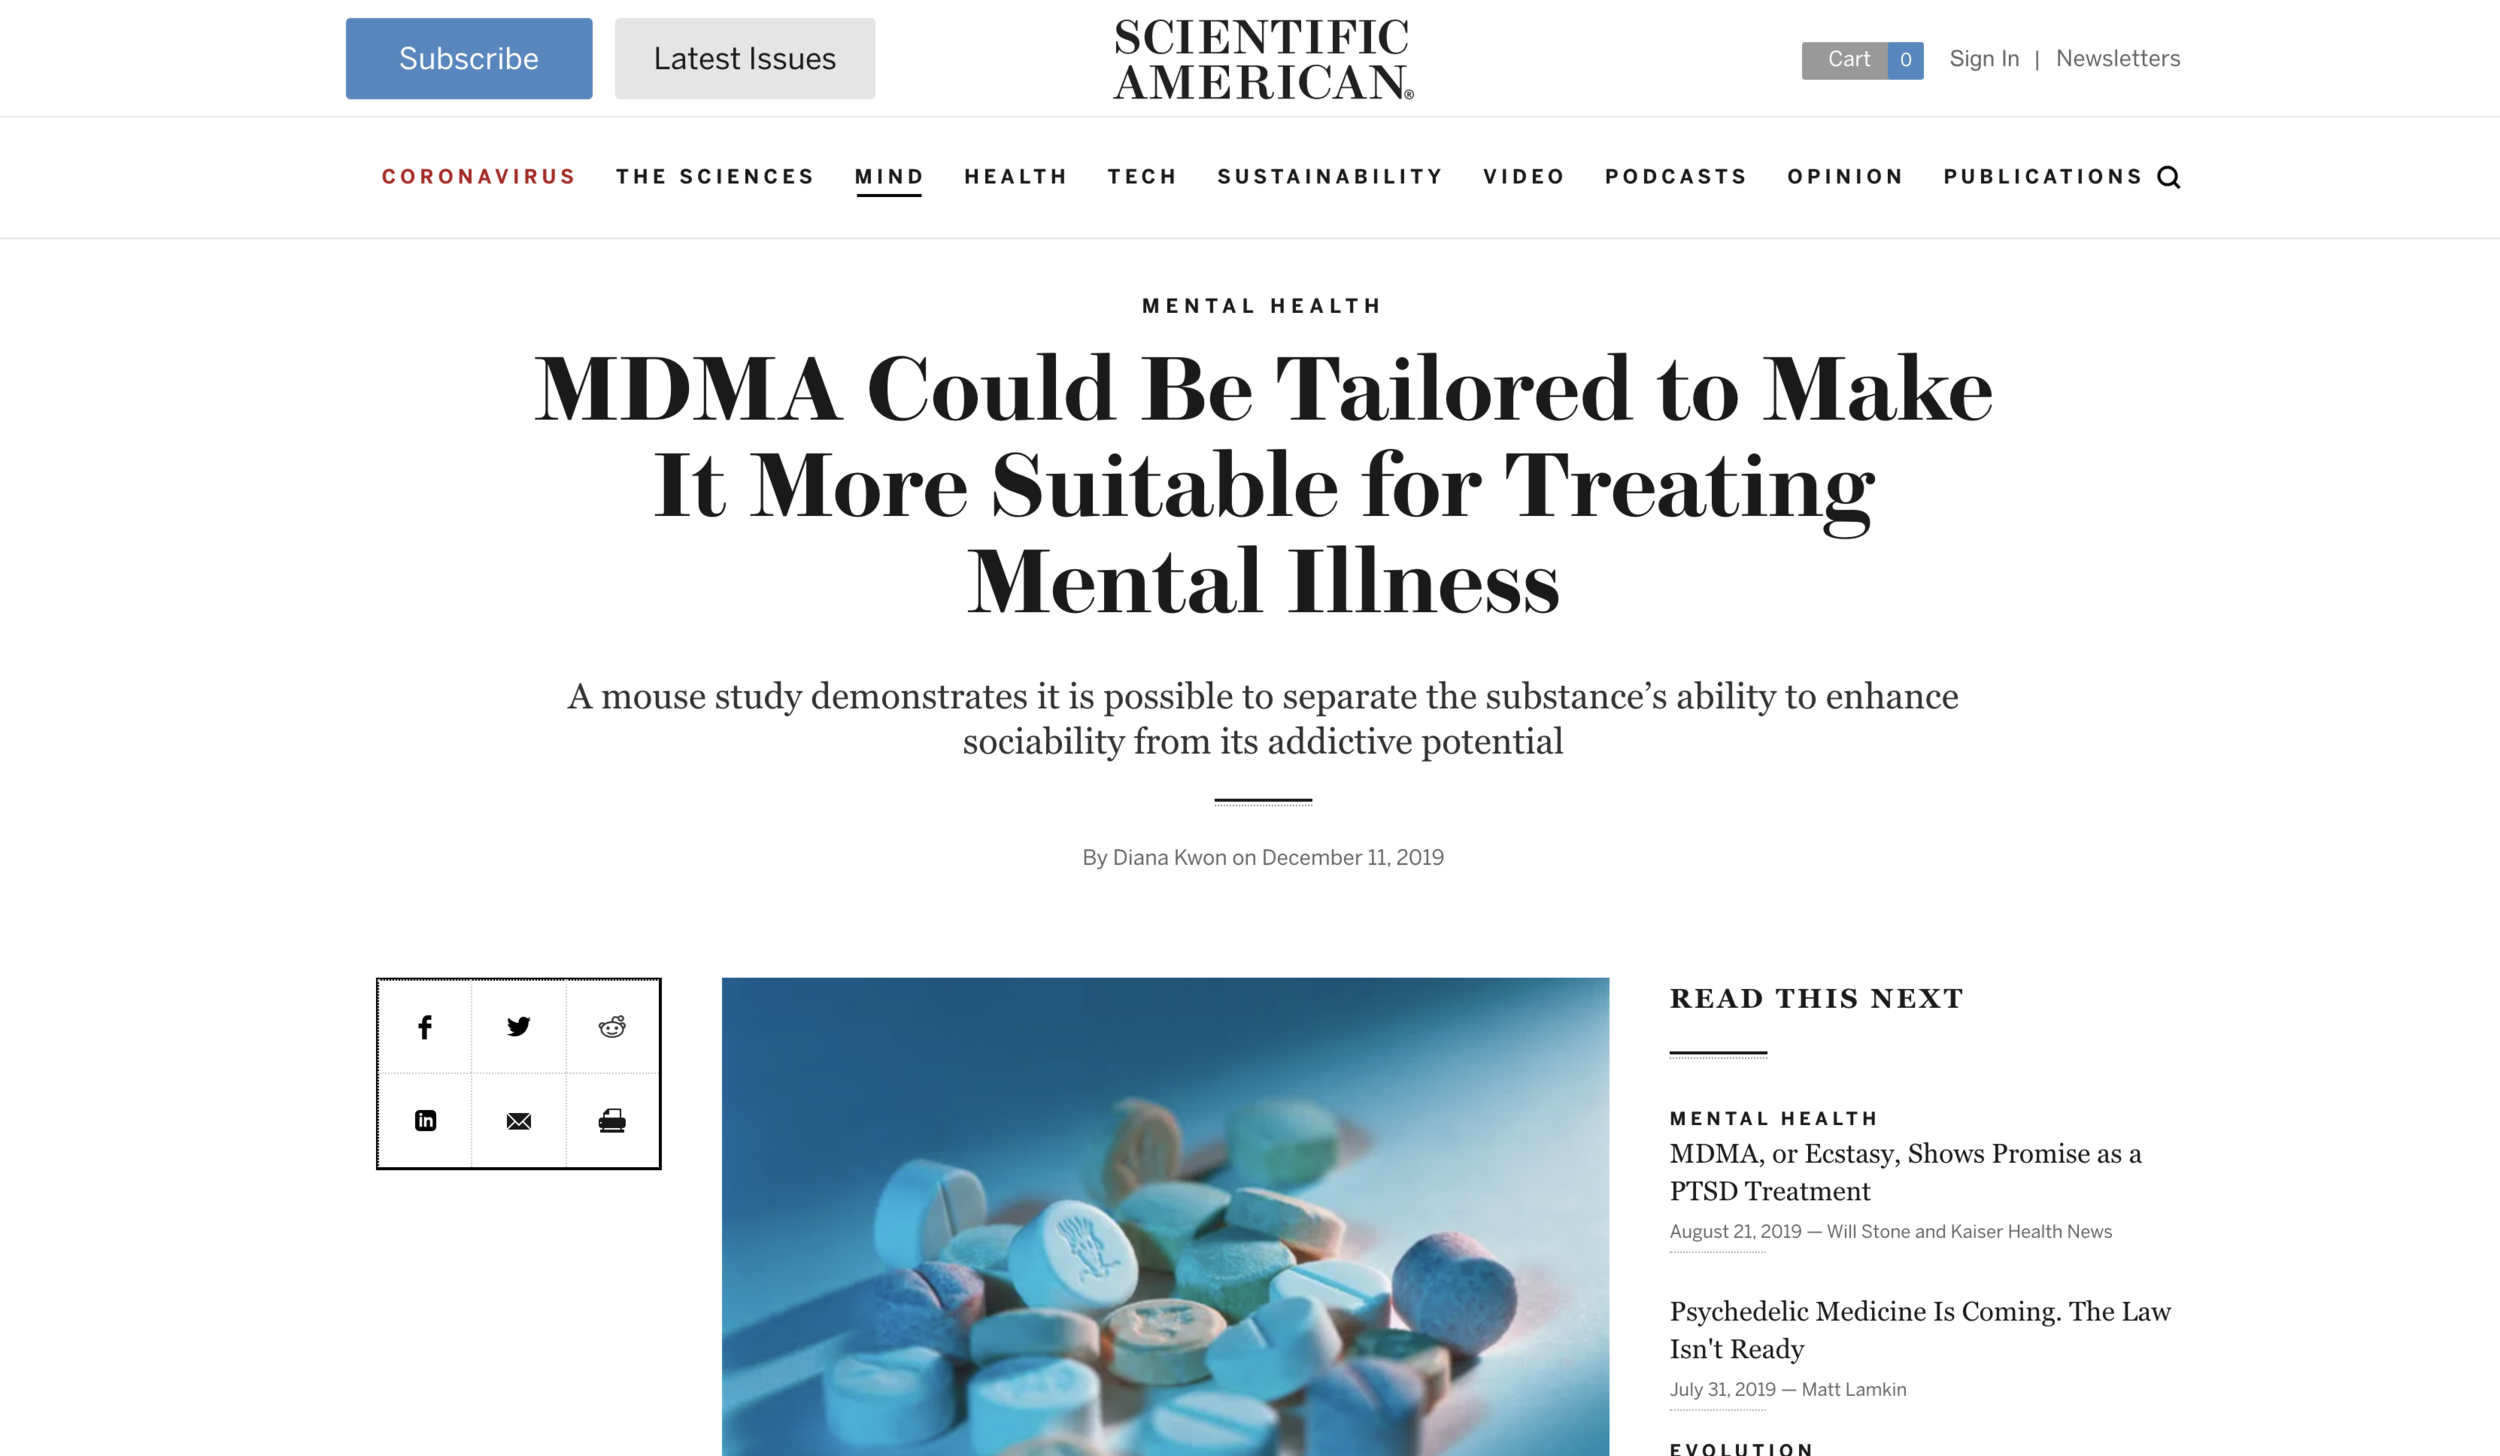 Subscribe
Latest Issues
SCIENTIFIC
AMERICAN®
Cart 0
Sign In | Newsletters
CORONAVIRUS THE SCIENCES MIND HEALTH TECH SUSTAINABILITY VIDEO PODCASTS OPINION PUBLICATIONS
MENTAL HEALTH
MDMA Could Be Tailored to Make
It More Suitable for Treating
Mental Illness
A mouse study demonstrates it is possible to separate the substance’s ability to enhance
sociability from its addictive potential
By Diana Kwon on December 11, 2019
f
in
READ THIS NEXT
MENTAL HEALTH
MDMA, or Ecstasy, Shows Promise as a
PTSD Treatment
August 21, 2019 — Will Stone and Kaiser Health News
Psychedelic Medicine Is Coming. The Law
Isn't Ready
July 31, 2019 — Matt Lamkin
EVOLUTION